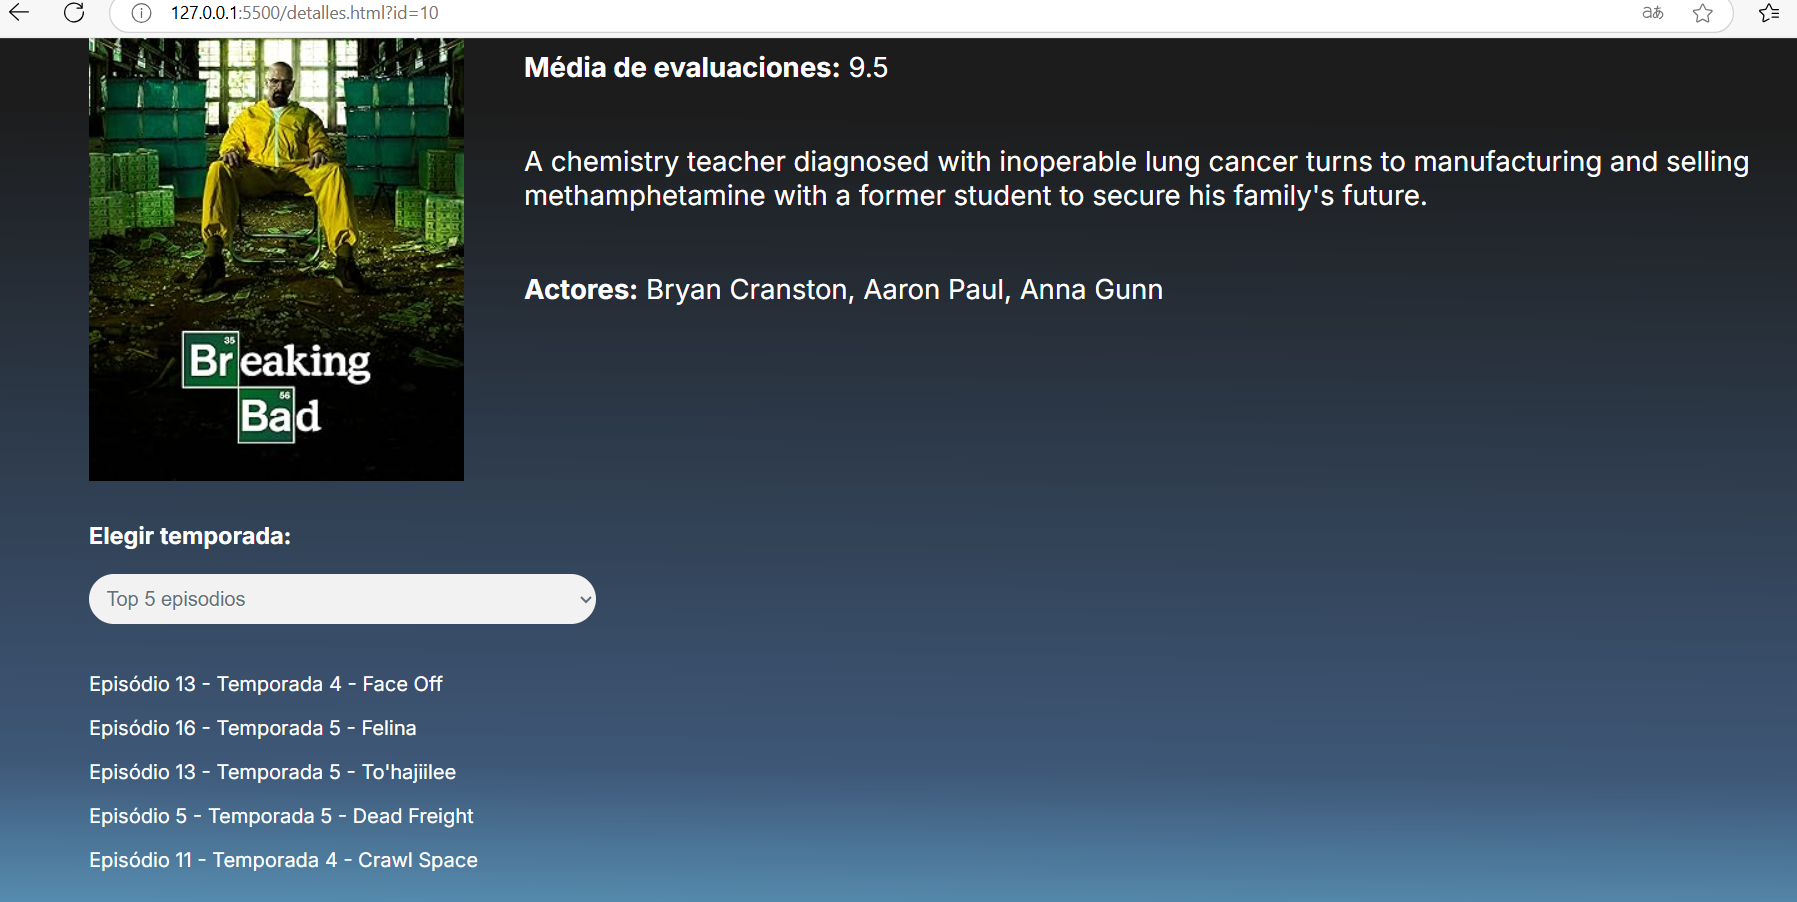 127.0.0.1:5500/detalles.html?id=10
aあ
Média de evaluaciones: 9.5
A chemistry teacher diagnosed with inoperable lung cancer turns to manufacturing and selling
methamphetamine with a former student to secure his family's future.
Actores: Bryan Cranston, Aaron Paul, Anna Gunn
35
Breaking
56
Bad
Elegir temporada:
Top 5 episodios
Episódio 13 - Temporada 4 - Face Off
Episódio 16 - Temporada 5 - Felina
Episódio 13 - Temporada 5 - To'hajiilee
Episódio 5 - Temporada 5 - Dead Freight
Episódio 11 - Temporada 4 - Crawl Space